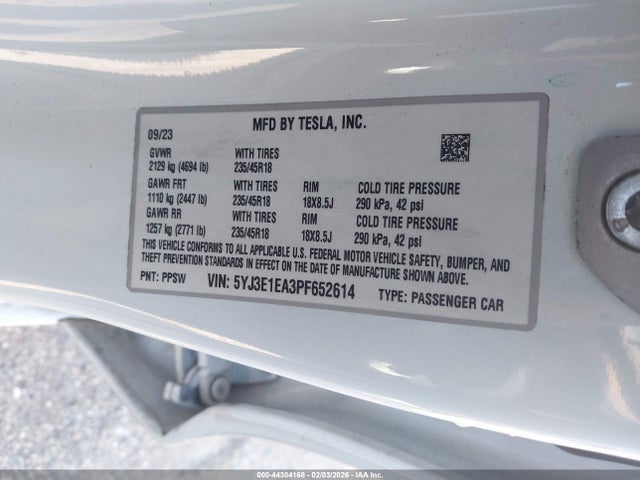 MFD BY TESLA, INC.
09/23
GVWR WITH TIRES
2129 kg (4694 lb) 235/45R18
GAWR FRT WITH TIRES RIM COLD TIRE PRESSURE
1110 kg (2447 lb) 235/45R18 18X8.5J 290 kPa, 42 psi
GAWR RR WITH TIRES RIM COLD TIRE PRESSURE
1257 kg (2771 lb) 235/45R18 18X8.5J 290 kPa, 42 psi
THIS VEHICLE CONFORMS TO ALL APPLICABLE U.S. FEDERAL MOTOR VEHICLE SAFETY, BUMPER, AND
THEFT PREVENTION STANDARDS IN EFFECT ON THE DATE OF MANUFACTURE SHOWN ABOVE.
PNT: PPSW VIN: 5YJ3E1EA3PF652614 TYPE: PASSENGER CAR
000-44304168 - 02/03/2026 - IAAI.COM